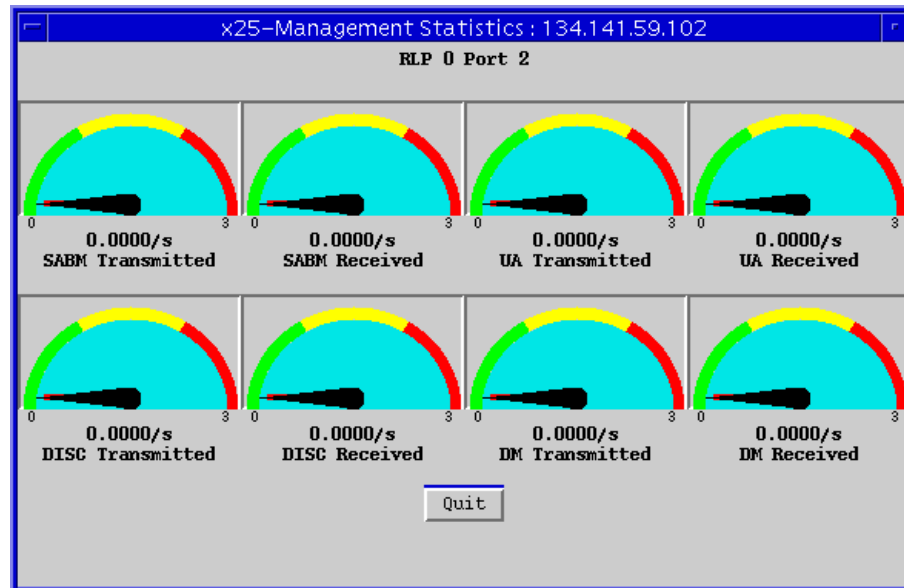 x25-Management Statistics : 134.141.59.102
RLP 0 Port 2
0 3 0 3 0 3 0 3
0.0000/s 0.0000/s 0.0000/s 0.0000/s
SABM Transmitted SABM Received UA Transmitted UA Received
0 3 0 3 0 3 0 3
0.0000/s 0.0000/s 0.0000/s 0.0000/s
DISC Transmitted DISC Received DM Transmitted DM Received
Quit